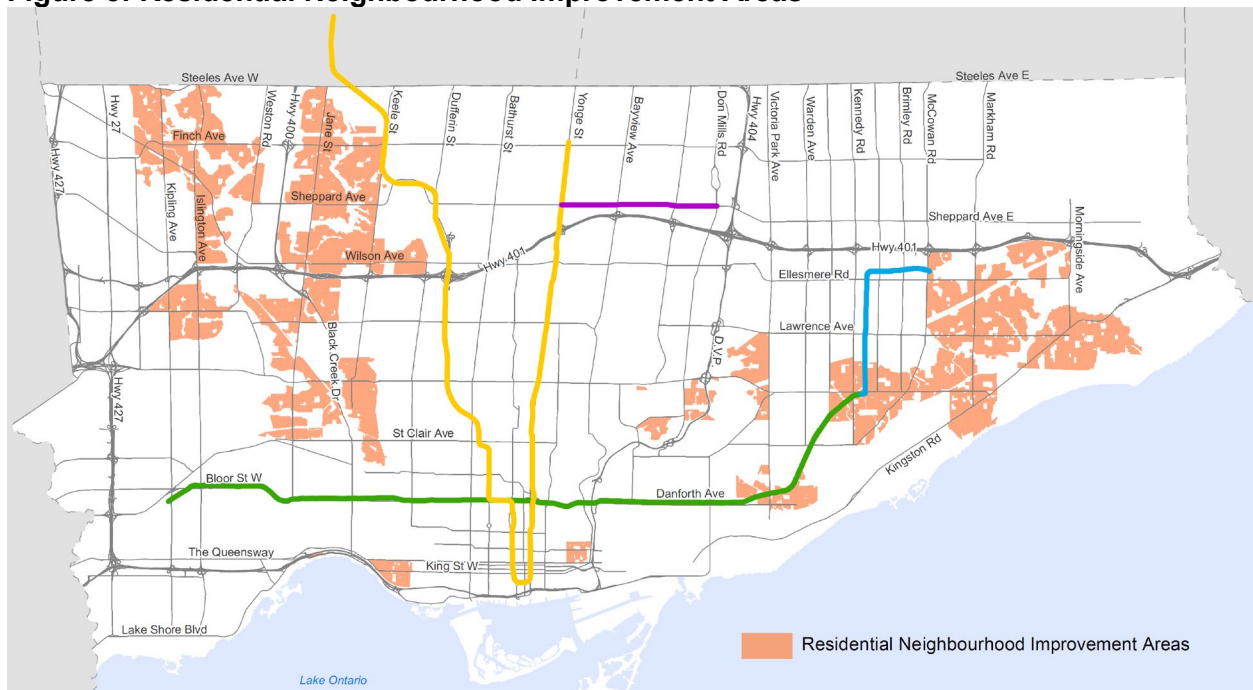 Figure 6: Residential Neighbourhood Improvement Areas
Steeles Ave W
Steeles Ave E
Hwy 27
Weston Rd
Hwy 400
Jane St
Keele St
Dufferin St
Bathurst St
Yonge St
Bayview Ave
Don Mills Rd
Hwy 404
Victoria Park Ave
Warden Ave
Kennedy Rd
Brimley Rd
McCowan Rd
Markham Rd
Finch Ave
Hwy 427
Kipling Ave
Islington Ave
Sheppard Ave
Sheppard Ave E
Morningside Ave
Wilson Ave
Hwy 401
Hwy 401
Ellesmere Rd
Black Creek Dr
D.V.P.
Lawrence Ave
Hwy 427
St Clair Ave
Kingston Rd
Bloor St W
Danforth Ave
The Queensway
King St W
Lake Shore Blvd
Residential Neighbourhood Improvement Areas
Lake Ontario